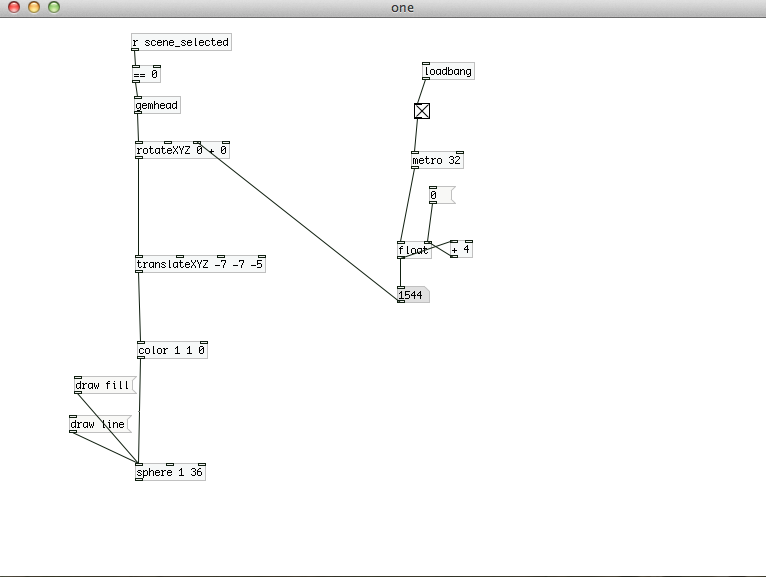 one
r scene_selected
== 0
gemhead
rotateXYZ 0 + 0
translateXYZ -7 -7 -5
color 1 1 0
draw fill
draw line
sphere 1 36
loadbang
metro 32
0
float
+ 4
1544